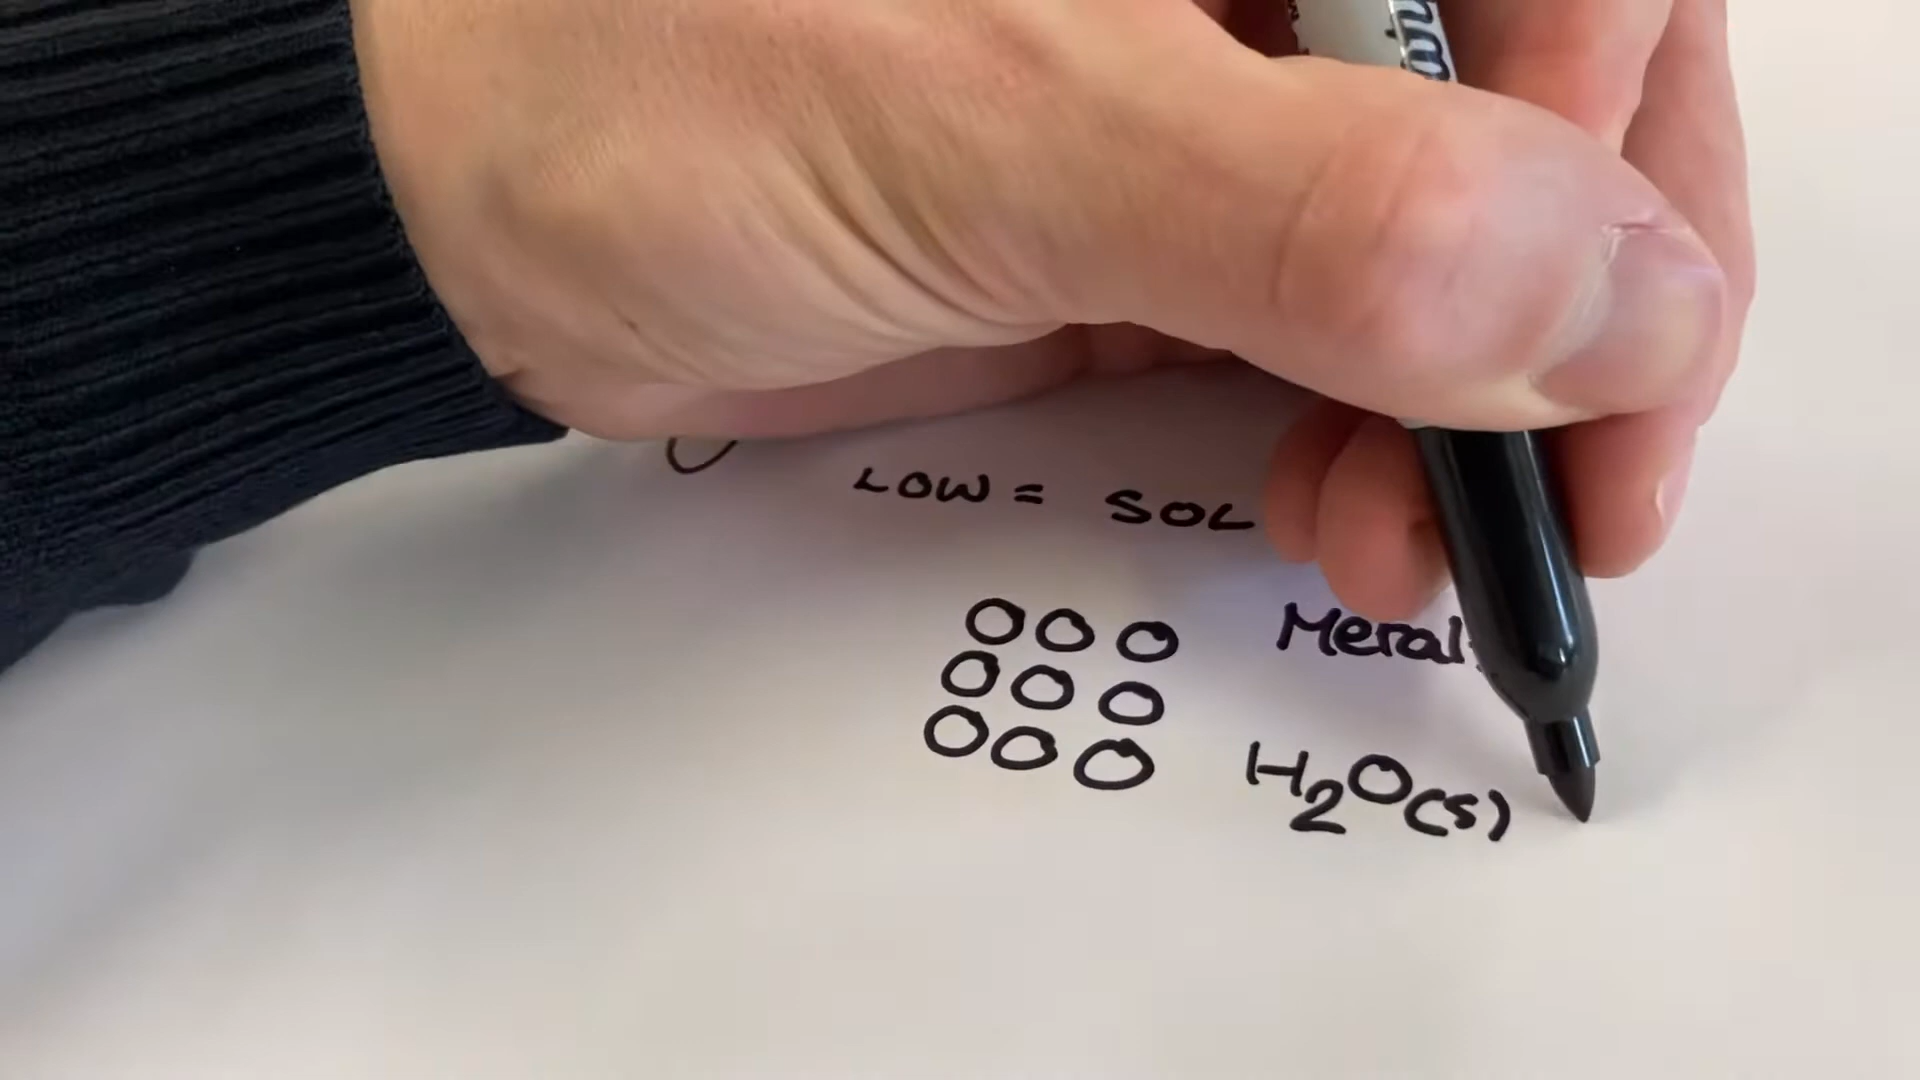 LOW = SOL
Metal
H₂O(s)